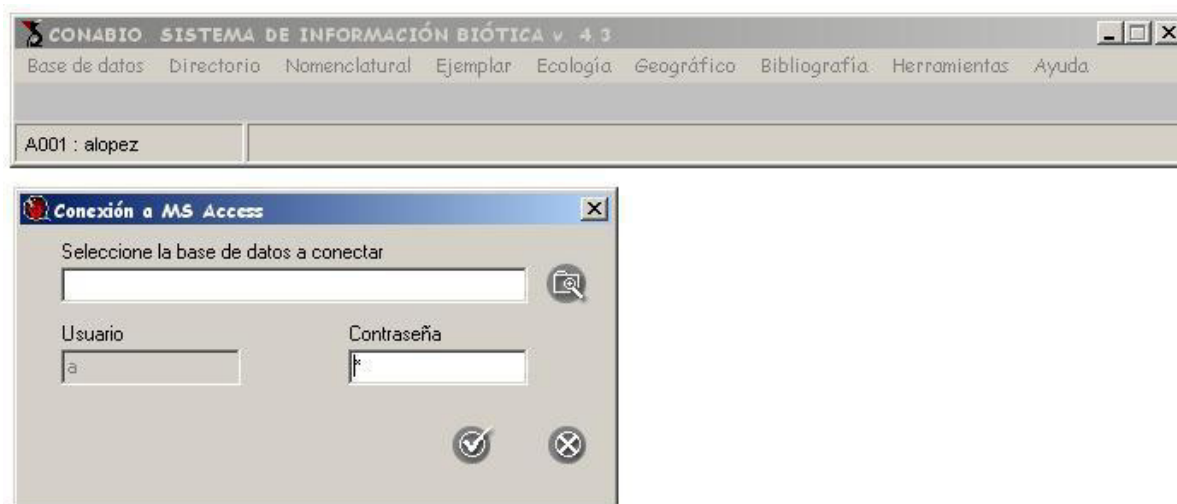 CONABIO. SISTEMA DE INFORMACIÓN BIÓTICA v. 4.3
Base de datos Directorio Nomenclatural Ejemplar Ecología Geográfico Bibliografía Herramientas Ayuda
A001 : alopez
Conexión a MS Access
Seleccione la base de datos a conectar
Usuario Contraseña
a *